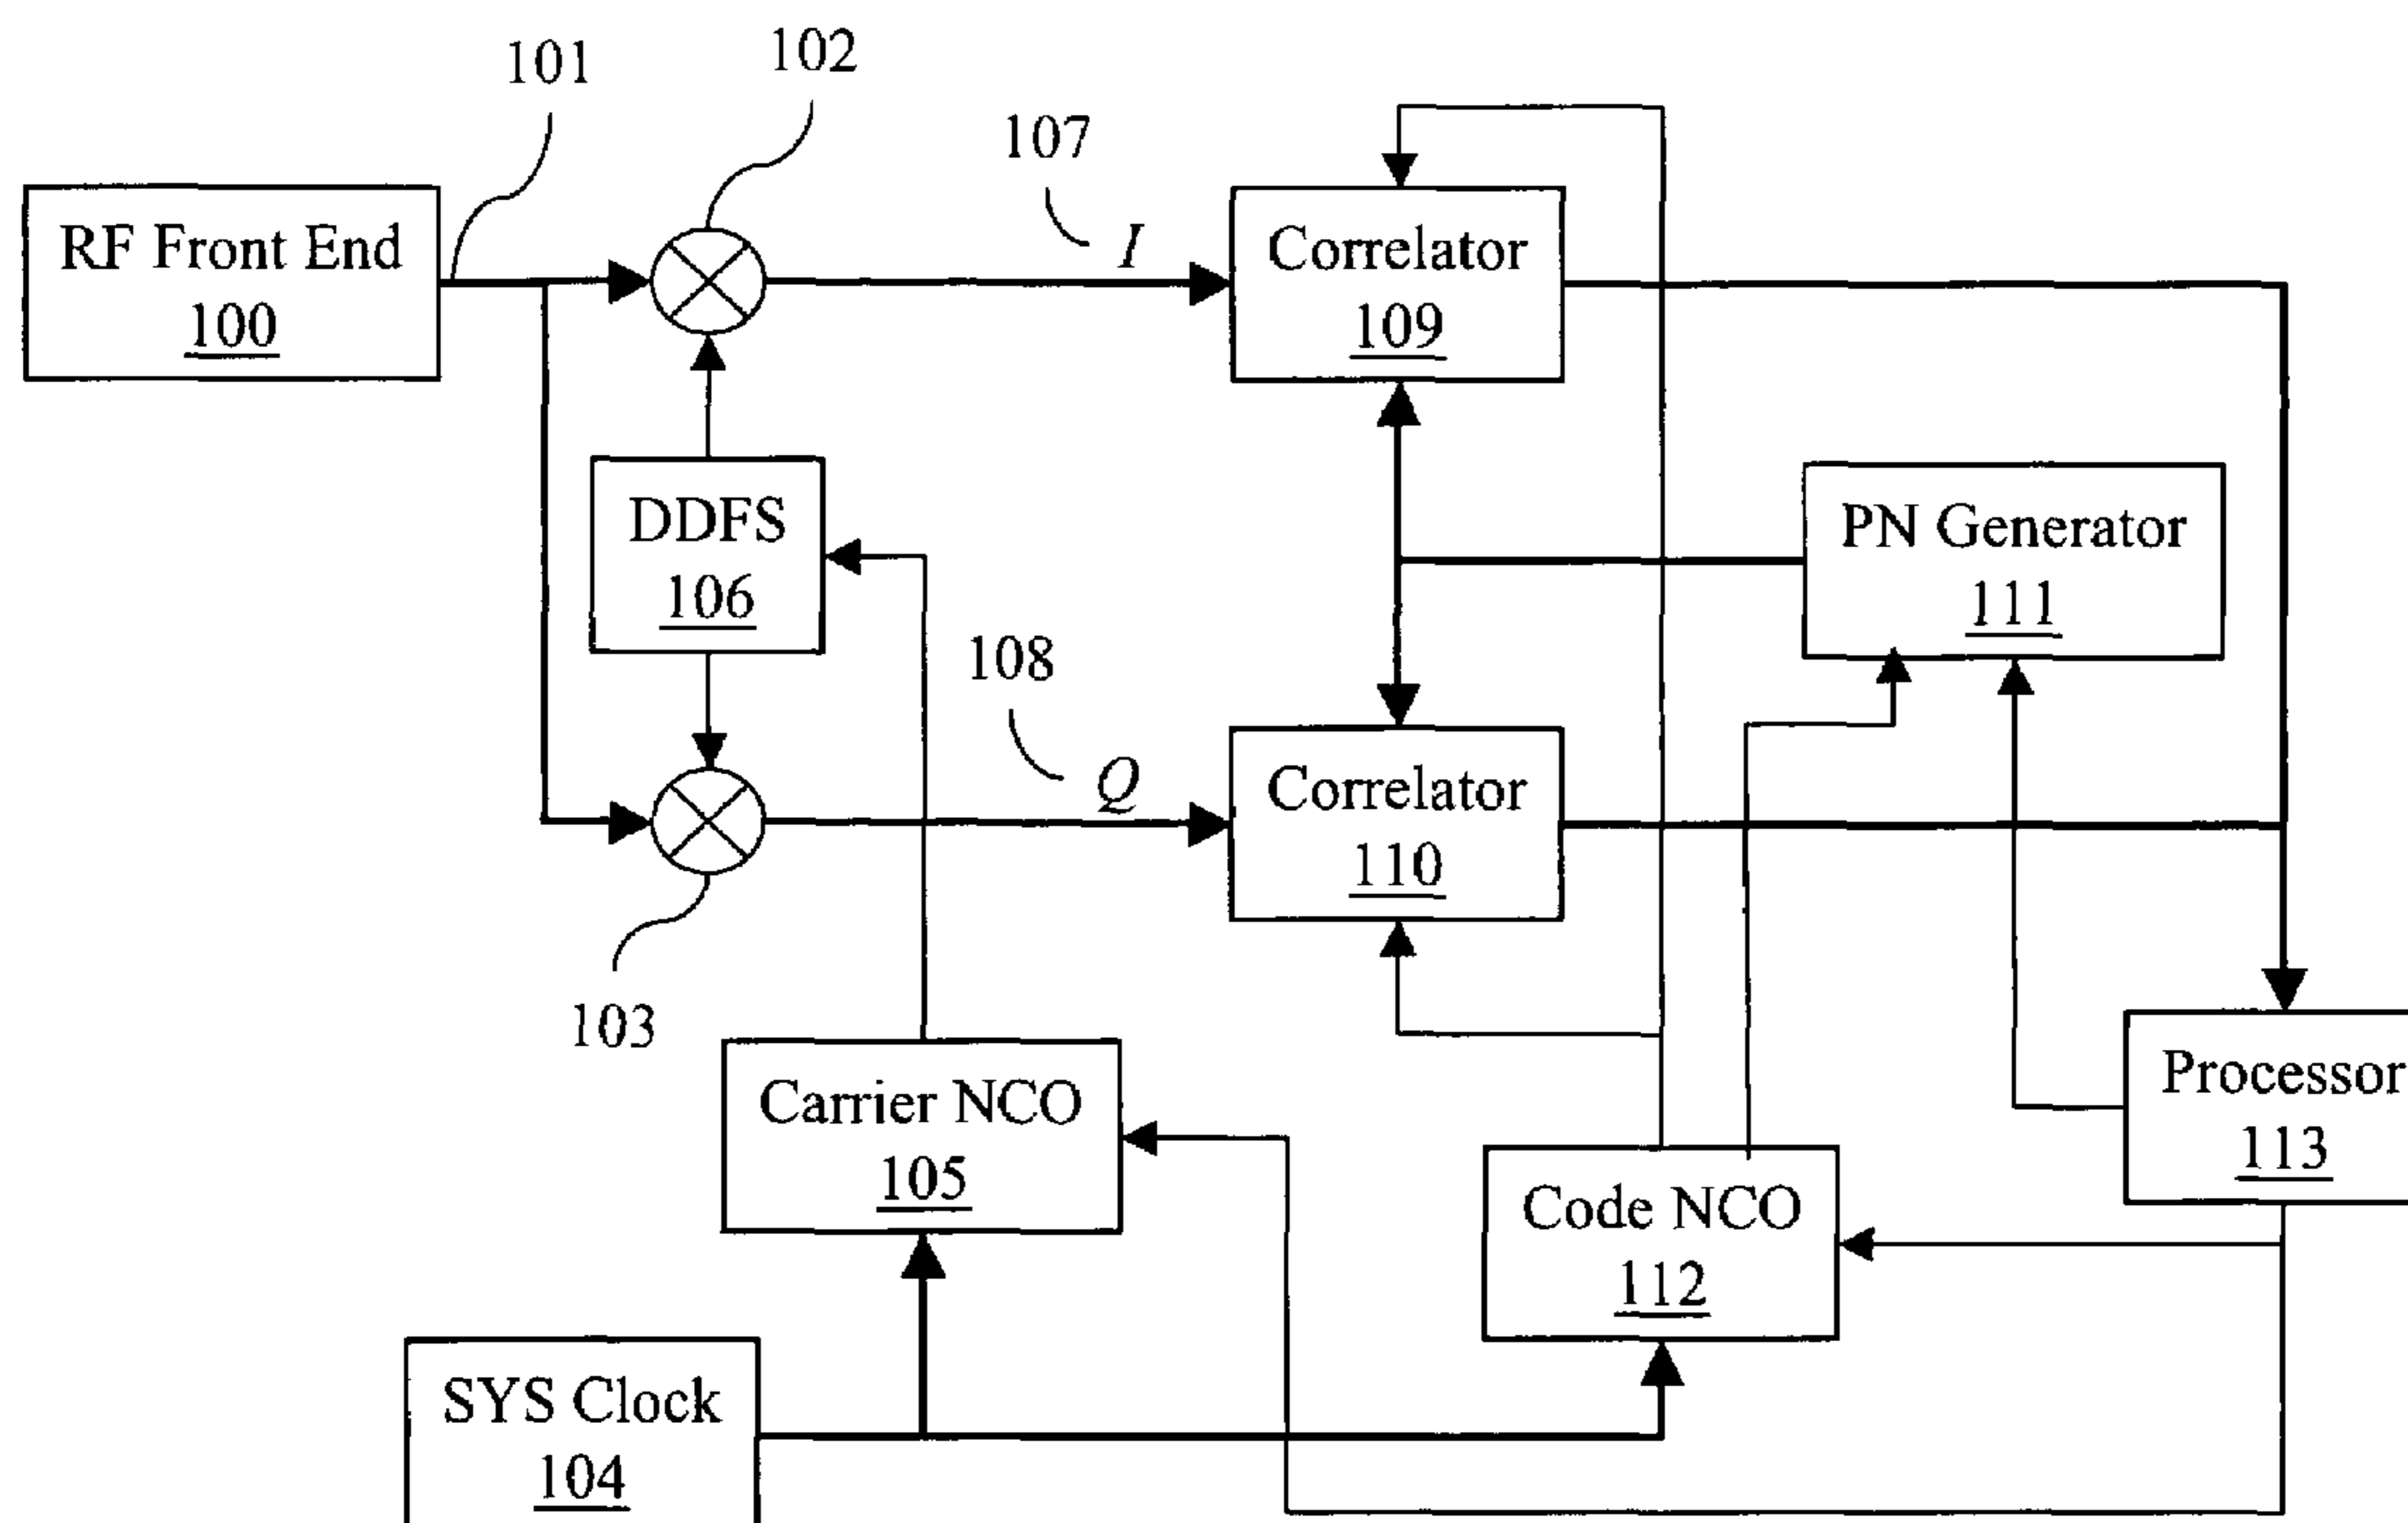 101
102
107
RF Front End
100
I
Correlator
109
DDFS
106
PN Generator
111
108
Q
Correlator
110
103
Carrier NCO
105
Processor
113
Code NCO
112
SYS Clock
104